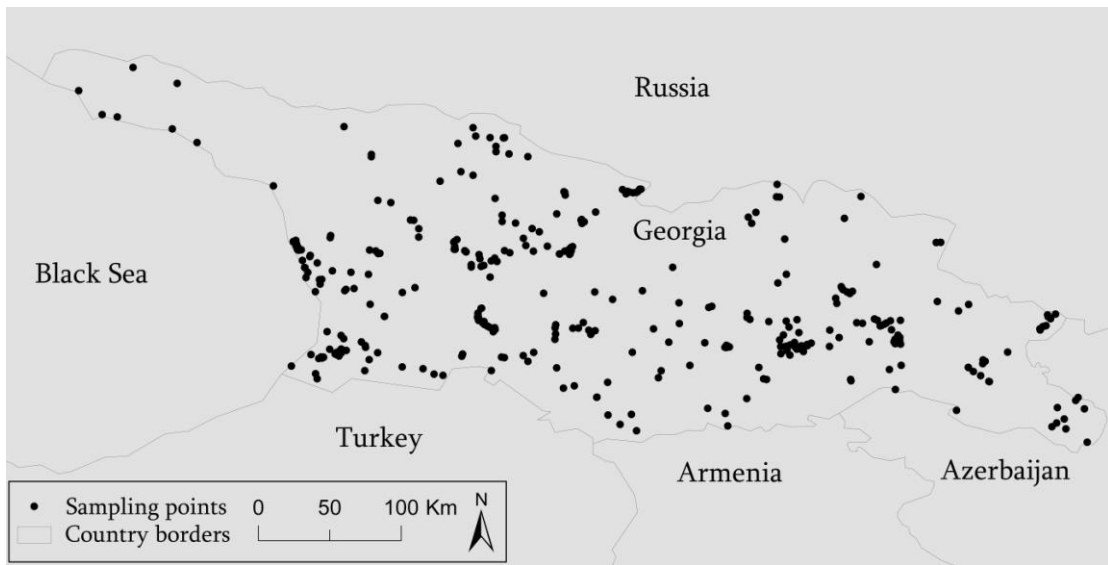 Russia
Georgia
Black Sea
Turkey
Armenia
Azerbaijan
Sampling points
Country borders
0 50 100 Km
N